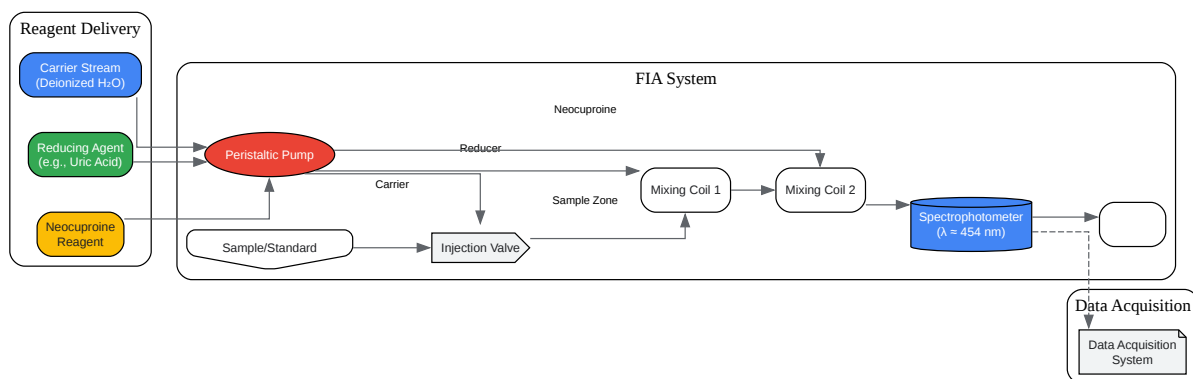 Reagent Delivery
Carrier Stream
(Deionized H₂O)
Reducing Agent
(e.g., Uric Acid)
Neocuproine
Reagent
FIA System
Neocuproine
Peristaltic Pump
Reducer
Carrier
Mixing Coil 1
Mixing Coil 2
Sample Zone
Sample/Standard
Injection Valve
Spectrophotometer
(λ ≈ 454 nm)
Data Acquisition
Data Acquisition
System